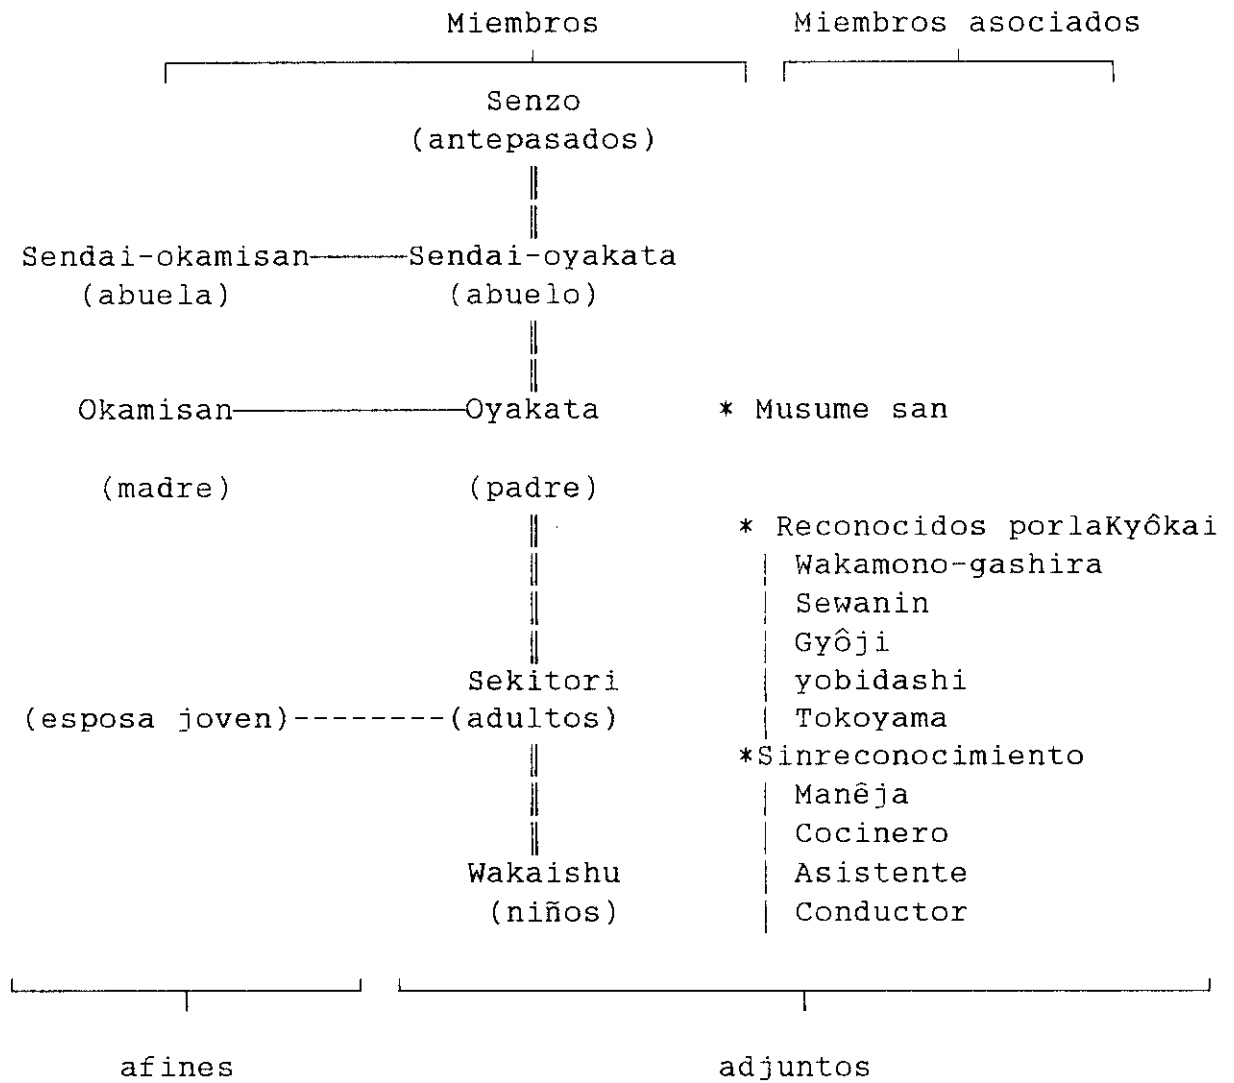 Miembros Miembros asociados
Senzo
(antepasados)
Sendai-okamisan Sendai-oyakata
(abuela) (abuelo)
Okamisan Oyakata * Musume san
(madre) (padre)
* Reconocidos porlaKyôkai
Wakamono-gashira
Sewanin
Gyôji
Sekitori yobidashi
(esposa joven)--------(adultos) Tokoyama
*Sinreconocimiento
Manêja
Cocinero
Wakaishu Asistente
(niños) Conductor
afines adjuntos